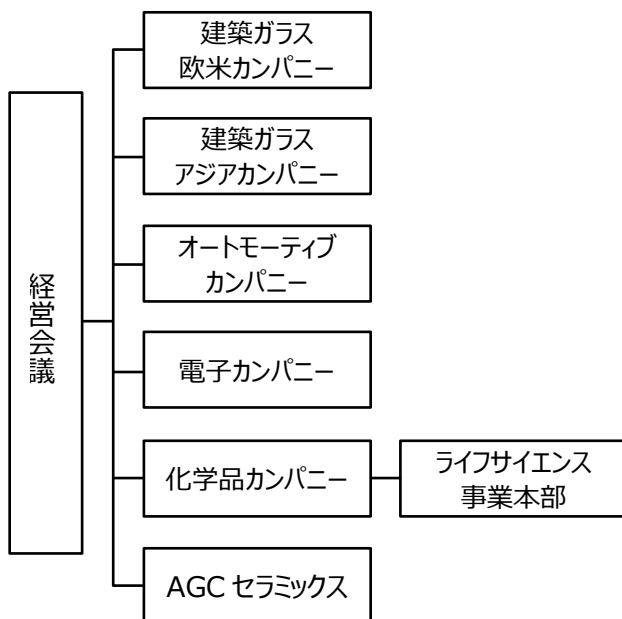 建築ガラス
欧米カンパニー
建築ガラス
アジアカンパニー
オートモーティブ
カンパニー
経営会議
電子カンパニー
化学品カンパニー
ライフサイエンス
事業本部
AGC セラミックス